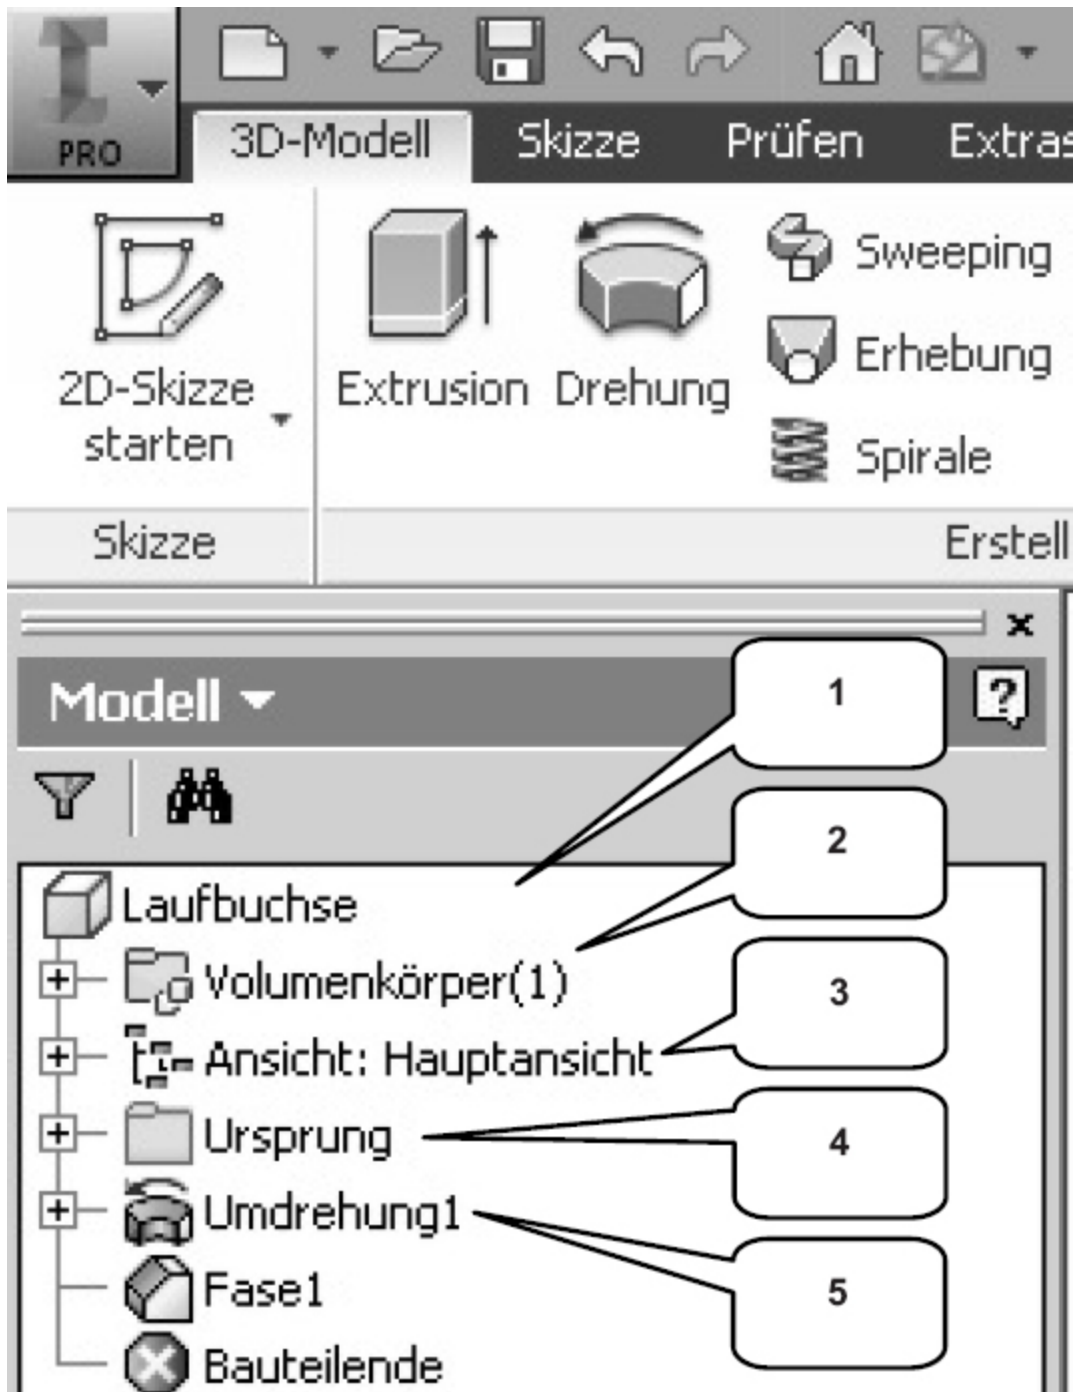 PRO
3D-Modell Skizze Prüfen Extras
2D-Skizze starten
Extrusion
Drehung
Sweeping
Erhebung
Spirale
Skizze
Erstell
Modell
1
?
2
Laufbuchse
Volumenkörper(1)
3
Ansicht: Hauptansicht
4
Ursprung
Umdrehung1
5
Fase1
Bauteilende